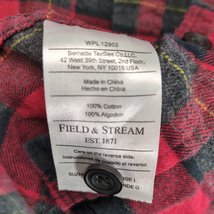 WPL 12902
Bernette Textiles Co. LLC,
42 West 39th Street, 2nd Floor,
New York, NY 10018 USA
Made in China
Hecho en China
100% Cotton
100% Algodon
FIELD & STREAM
EST. 1871
Care on the reverse side.
Instrucciones de cuidado al reverso